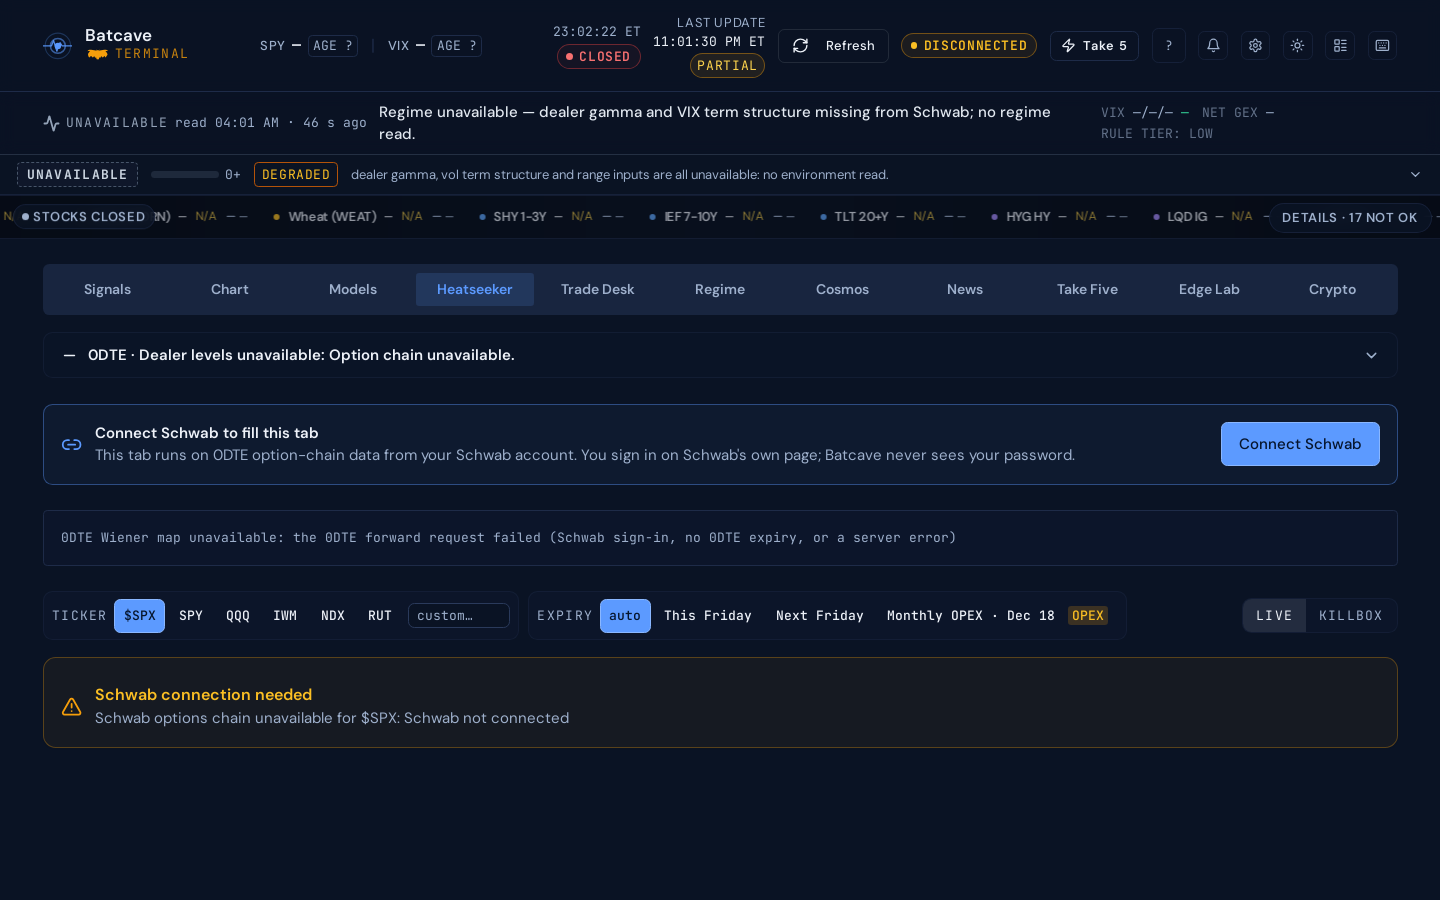 Batcave
TERMINAL
SPY — AGE ? | VIX — AGE ?
23:02:22 ET
CLOSED
LAST UPDATE
11:01:30 PM ET
PARTIAL
Refresh
DISCONNECTED
Take 5
?
UNAVAILABLE read 04:01 AM · 46 s ago
Regime unavailable — dealer gamma and VIX term structure missing from Schwab; no regime
read.
VIX —/—/— — NET GEX —
RULE TIER: LOW
UNAVAILABLE 0+ DEGRADED dealer gamma, vol term structure and range inputs are all unavailable: no environment read.
STOCKS CLOSED — N/A —— Wheat (WEAT) — N/A —— SHY 1-3Y — N/A —— IEF 7-10Y — N/A —— TLT 20+Y — N/A —— HYG HY — N/A —— LQD IG — N/A — DETAILS · 17 NOT OK
Signals Chart Models Heatseeker Trade Desk Regime Cosmos News Take Five Edge Lab Crypto
— 0DTE · Dealer levels unavailable: Option chain unavailable.
Connect Schwab to fill this tab
This tab runs on 0DTE option-chain data from your Schwab account. You sign in on Schwab's own page; Batcave never sees your password.
Connect Schwab
0DTE Wiener map unavailable: the 0DTE forward request failed (Schwab sign-in, no 0DTE expiry, or a server error)
TICKER $SPX SPY QQQ IWM NDX RUT custom…
EXPIRY auto This Friday Next Friday Monthly OPEX · Dec 18 OPEX
LIVE KILLBOX
Schwab connection needed
Schwab options chain unavailable for $SPX: Schwab not connected